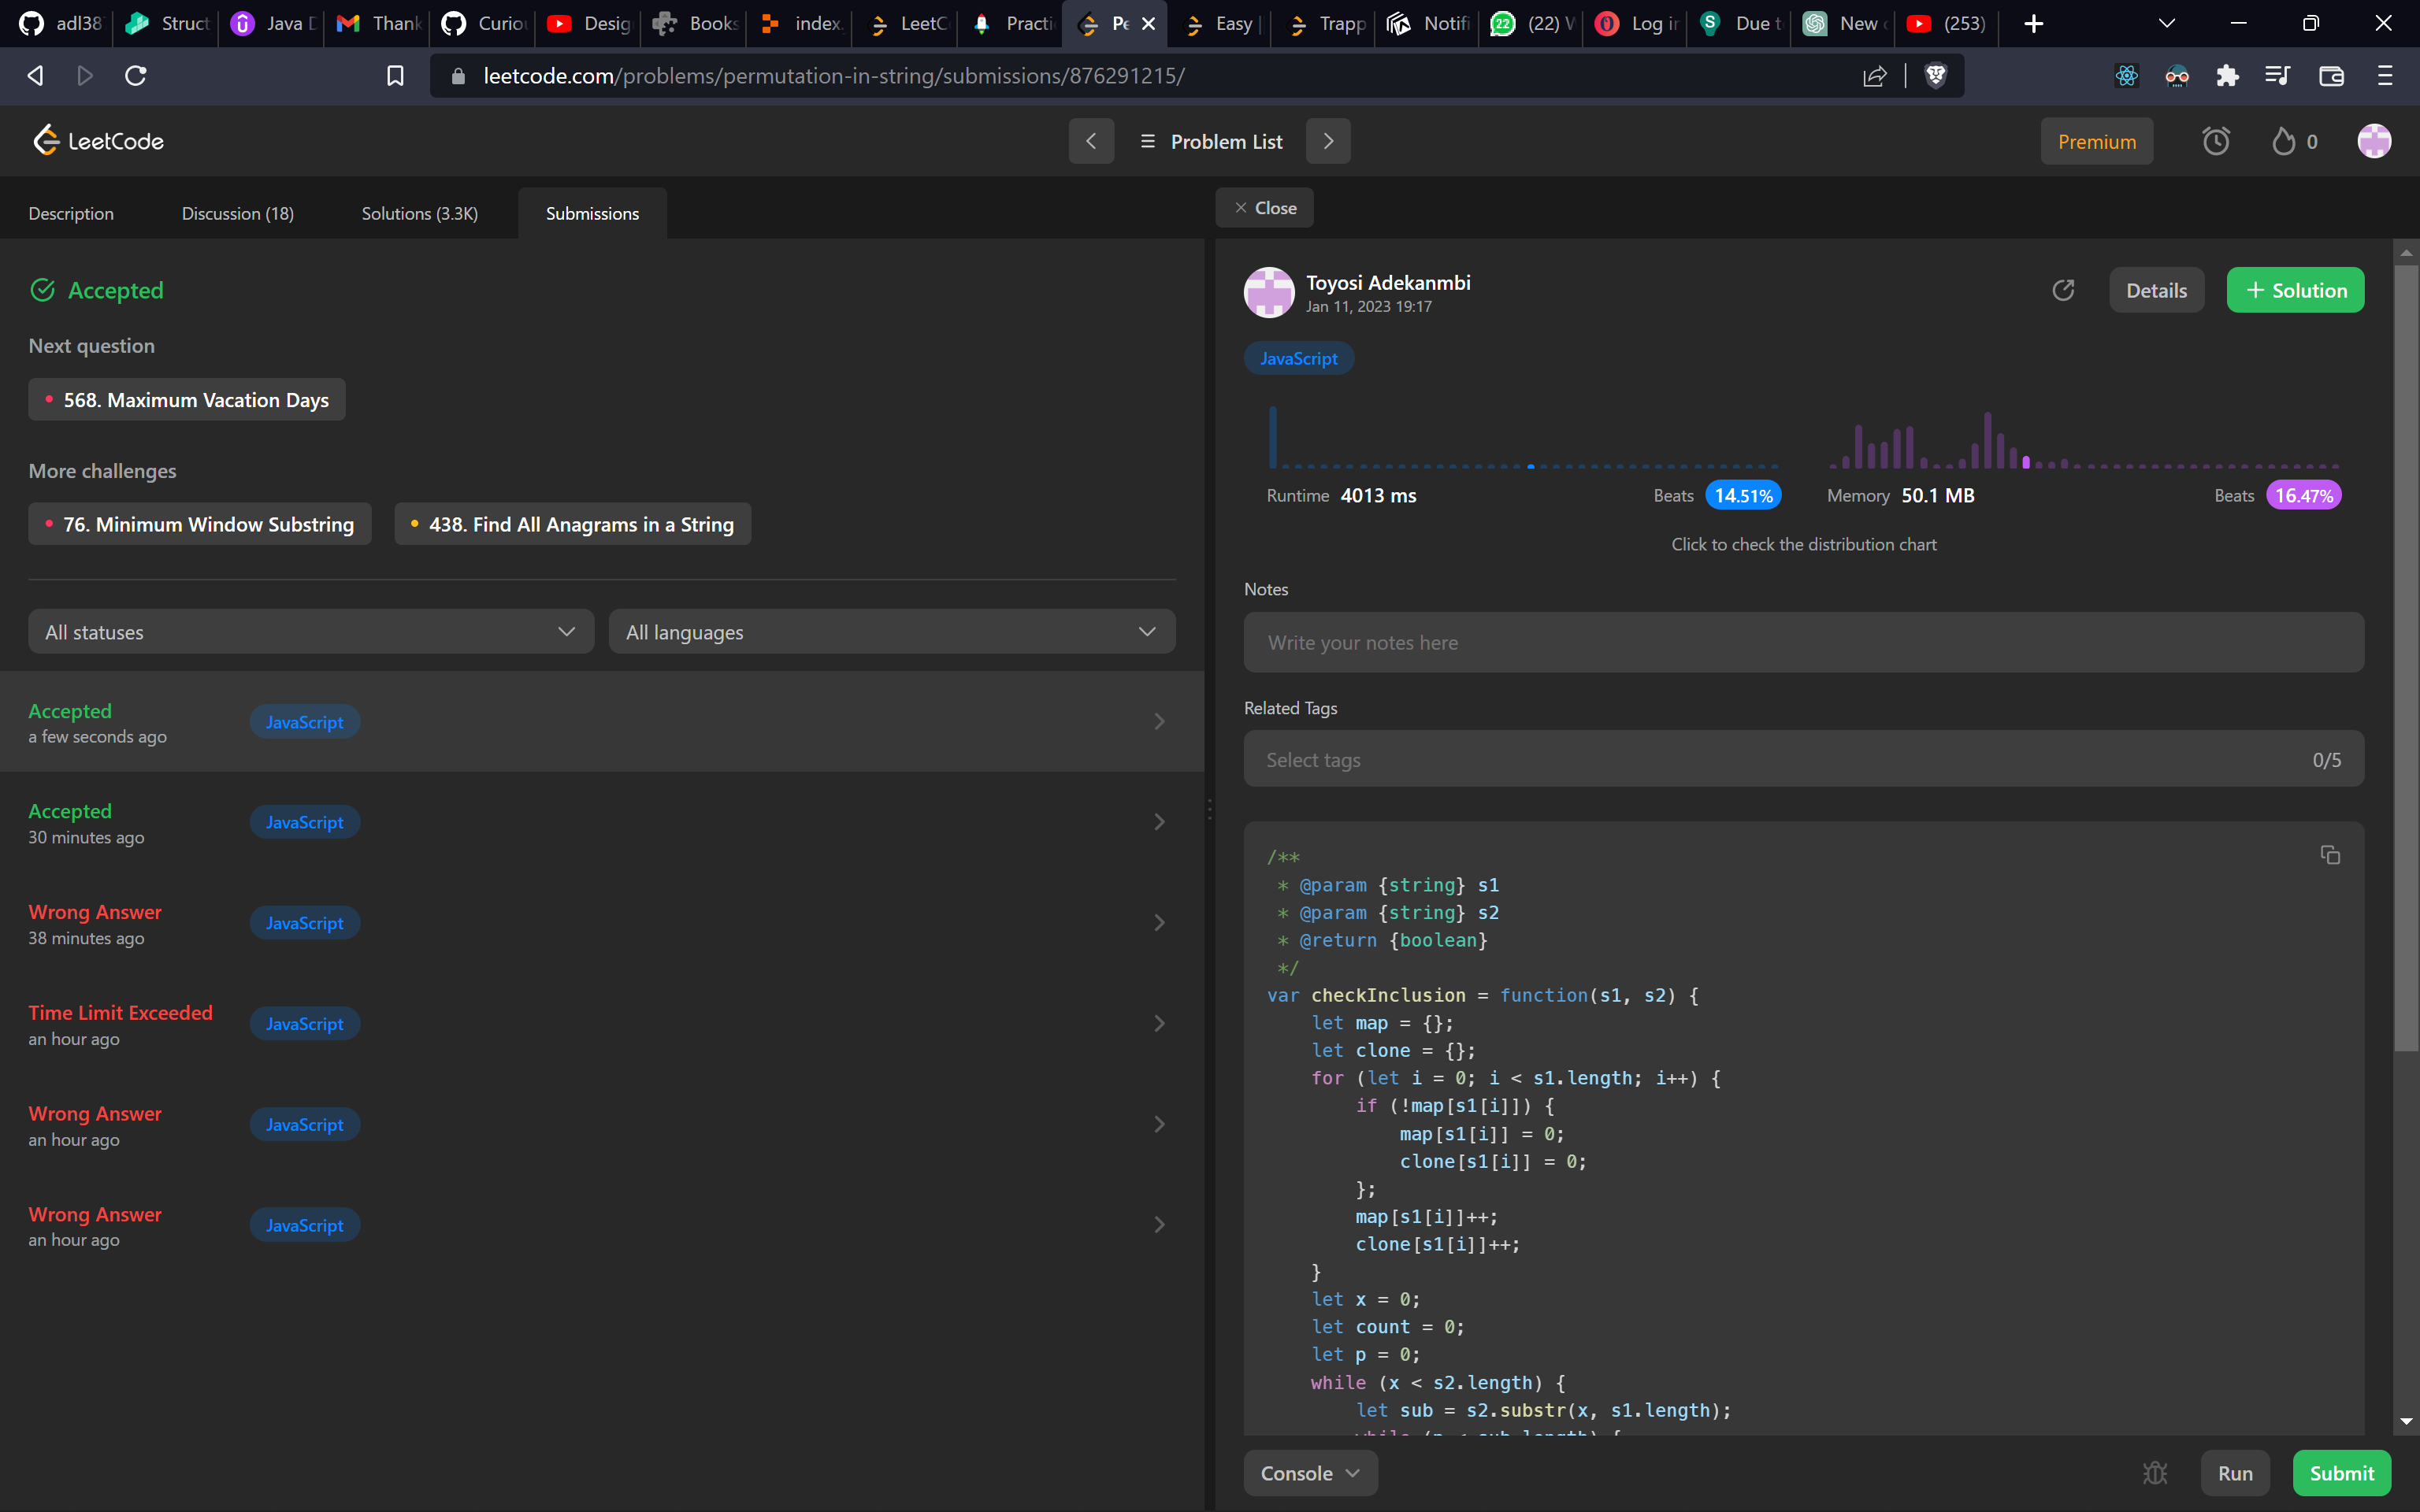 adl38
Struct
Java D
Thank
Curiou
Desig
Books
index.
LeetC
Practi
Pe
Easy |
Trapp
Notifi
(22) W
Log in
Due t
New c
(253)
leetcode.com/problems/permutation-in-string/submissions/876291215/
LeetCode
Problem List
Premium
0
Description
Discussion (18)
Solutions (3.3K)
Submissions
Close
Accepted
Next question
568. Maximum Vacation Days
More challenges
76. Minimum Window Substring
438. Find All Anagrams in a String
All statuses
All languages
Accepted
a few seconds ago
JavaScript
Accepted
30 minutes ago
JavaScript
Wrong Answer
38 minutes ago
JavaScript
Time Limit Exceeded
an hour ago
JavaScript
Wrong Answer
an hour ago
JavaScript
Wrong Answer
an hour ago
JavaScript
Toyosi Adekanmbi
Jan 11, 2023 19:17
Details
+ Solution
JavaScript
Runtime 4013 ms
Beats 14.51%
Memory 50.1 MB
Beats 16.47%
Click to check the distribution chart
Notes
Write your notes here
Related Tags
Select tags
0/5
/**
 * @param {string} s1
 * @param {string} s2
 * @return {boolean}
 */
var checkInclusion = function(s1, s2) {
    let map = {};
    let clone = {};
    for (let i = 0; i < s1.length; i++) {
        if (!map[s1[i]]) {
            map[s1[i]] = 0;
            clone[s1[i]] = 0;
        };
        map[s1[i]]++;
        clone[s1[i]]++;
    }
    let x = 0;
    let count = 0;
    let p = 0;
    while (x < s2.length) {
        let sub = s2.substr(x, s1.length);
        while (p < sub.length) {
Console
Run
Submit